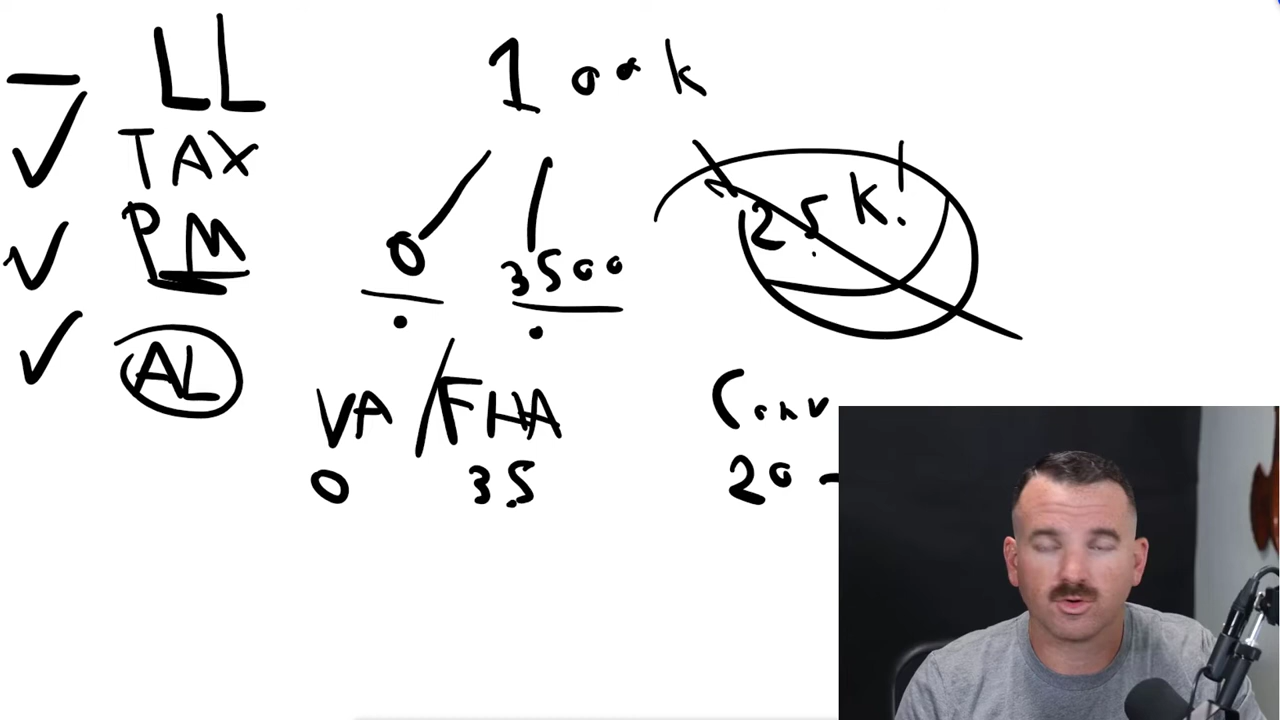 LL
TAX
PM
AL
100k
0 3500
25k.
VA/FHA Conv
0 3.5 20 -